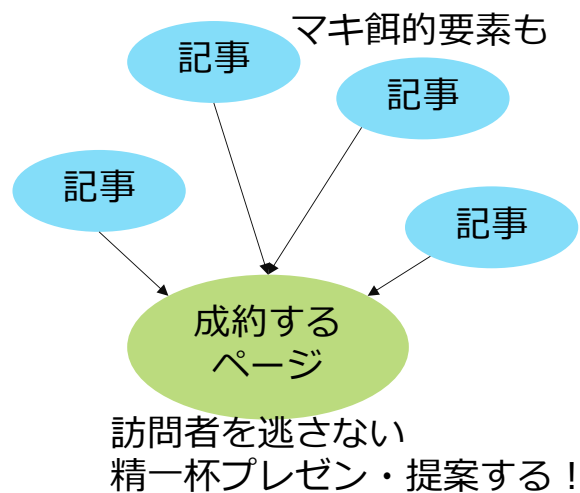 マキ餌的要素も
記事
記事
記事
記事
成約する
ページ
訪問者を逃さない
精一杯プレゼン・提案する！